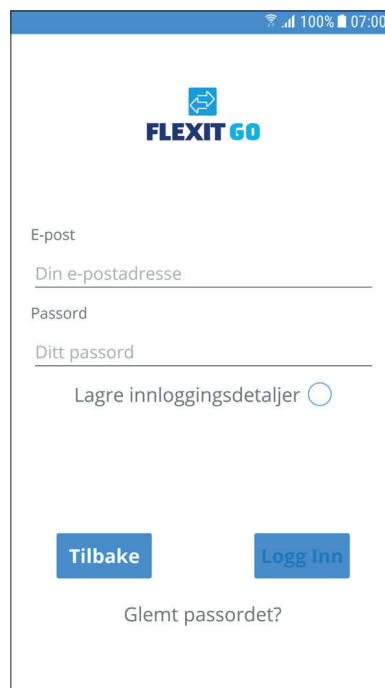 100% 07:00
FLEXIT GO
E-post
Din e-postadresse
Passord
Ditt passord
Lagre innloggingsdetaljer
Tilbake
Logg Inn
Glemt passordet?